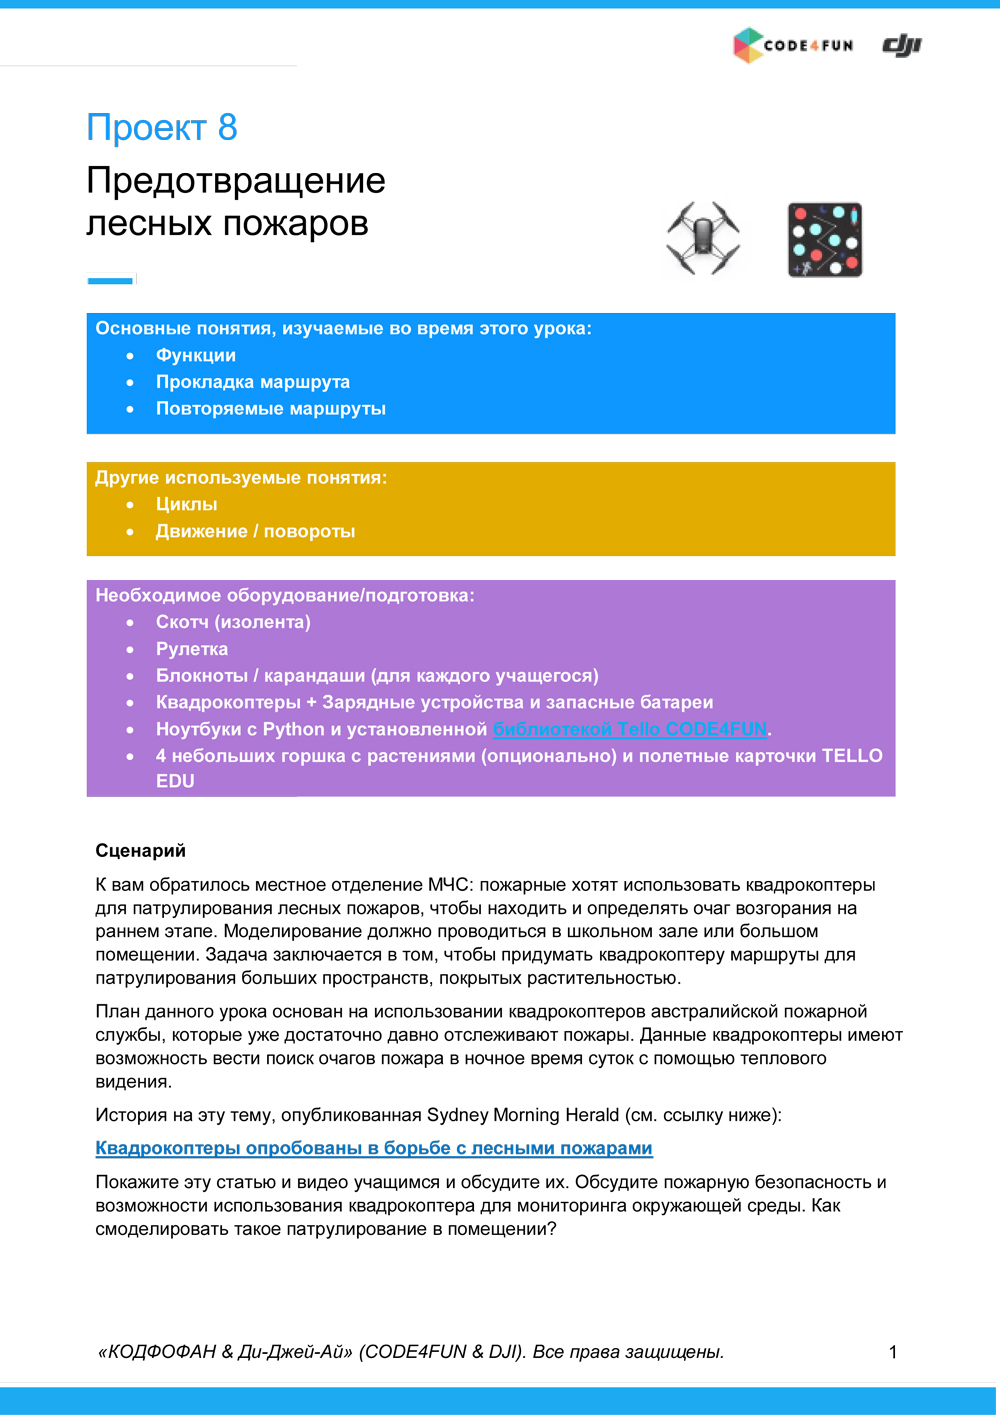 CODE4FUN dji
Проект 8
Предотвращение
лесных пожаров
Основные понятия, изучаемые во время этого урока:
• Функции
• Прокладка маршрута
• Повторяемые маршруты
Другие используемые понятия:
• Циклы
• Движение / повороты
Необходимое оборудование/подготовка:
• Скотч (изолента)
• Рулетка
• Блокноты / карандаши (для каждого учащегося)
• Квадрокоптеры + Зарядные устройства и запасные батареи
• Ноутбуки с Python и установленной библиотекой Tello CODE4FUN.
• 4 небольших горшка с растениями (опционально) и полетные карточки TELLO
EDU
Сценарий
К вам обратилось местное отделение МЧС: пожарные хотят использовать квадрокоптеры
для патрулирования лесных пожаров, чтобы находить и определять очаг возгорания на
раннем этапе. Моделирование должно проводиться в школьном зале или большом
помещении. Задача заключается в том, чтобы придумать квадрокоптеру маршруты для
патрулирования больших пространств, покрытых растительностью.
План данного урока основан на использовании квадрокоптеров австралийской пожарной
службы, которые уже достаточно давно отслеживают пожары. Данные квадрокоптеры имеют
возможность вести поиск очагов пожара в ночное время суток с помощью теплового
видения.
История на эту тему, опубликованная Sydney Morning Herald (см. ссылку ниже):
Квадрокоптеры опробованы в борьбе с лесными пожарами
Покажите эту статью и видео учащимся и обсудите их. Обсудите пожарную безопасность и
возможности использования квадрокоптера для мониторинга окружающей среды. Как
смоделировать такое патрулирование в помещении?
«КОДФОФАН & Ди-Джей-Ай» (CODE4FUN & DJI). Все права защищены. 1